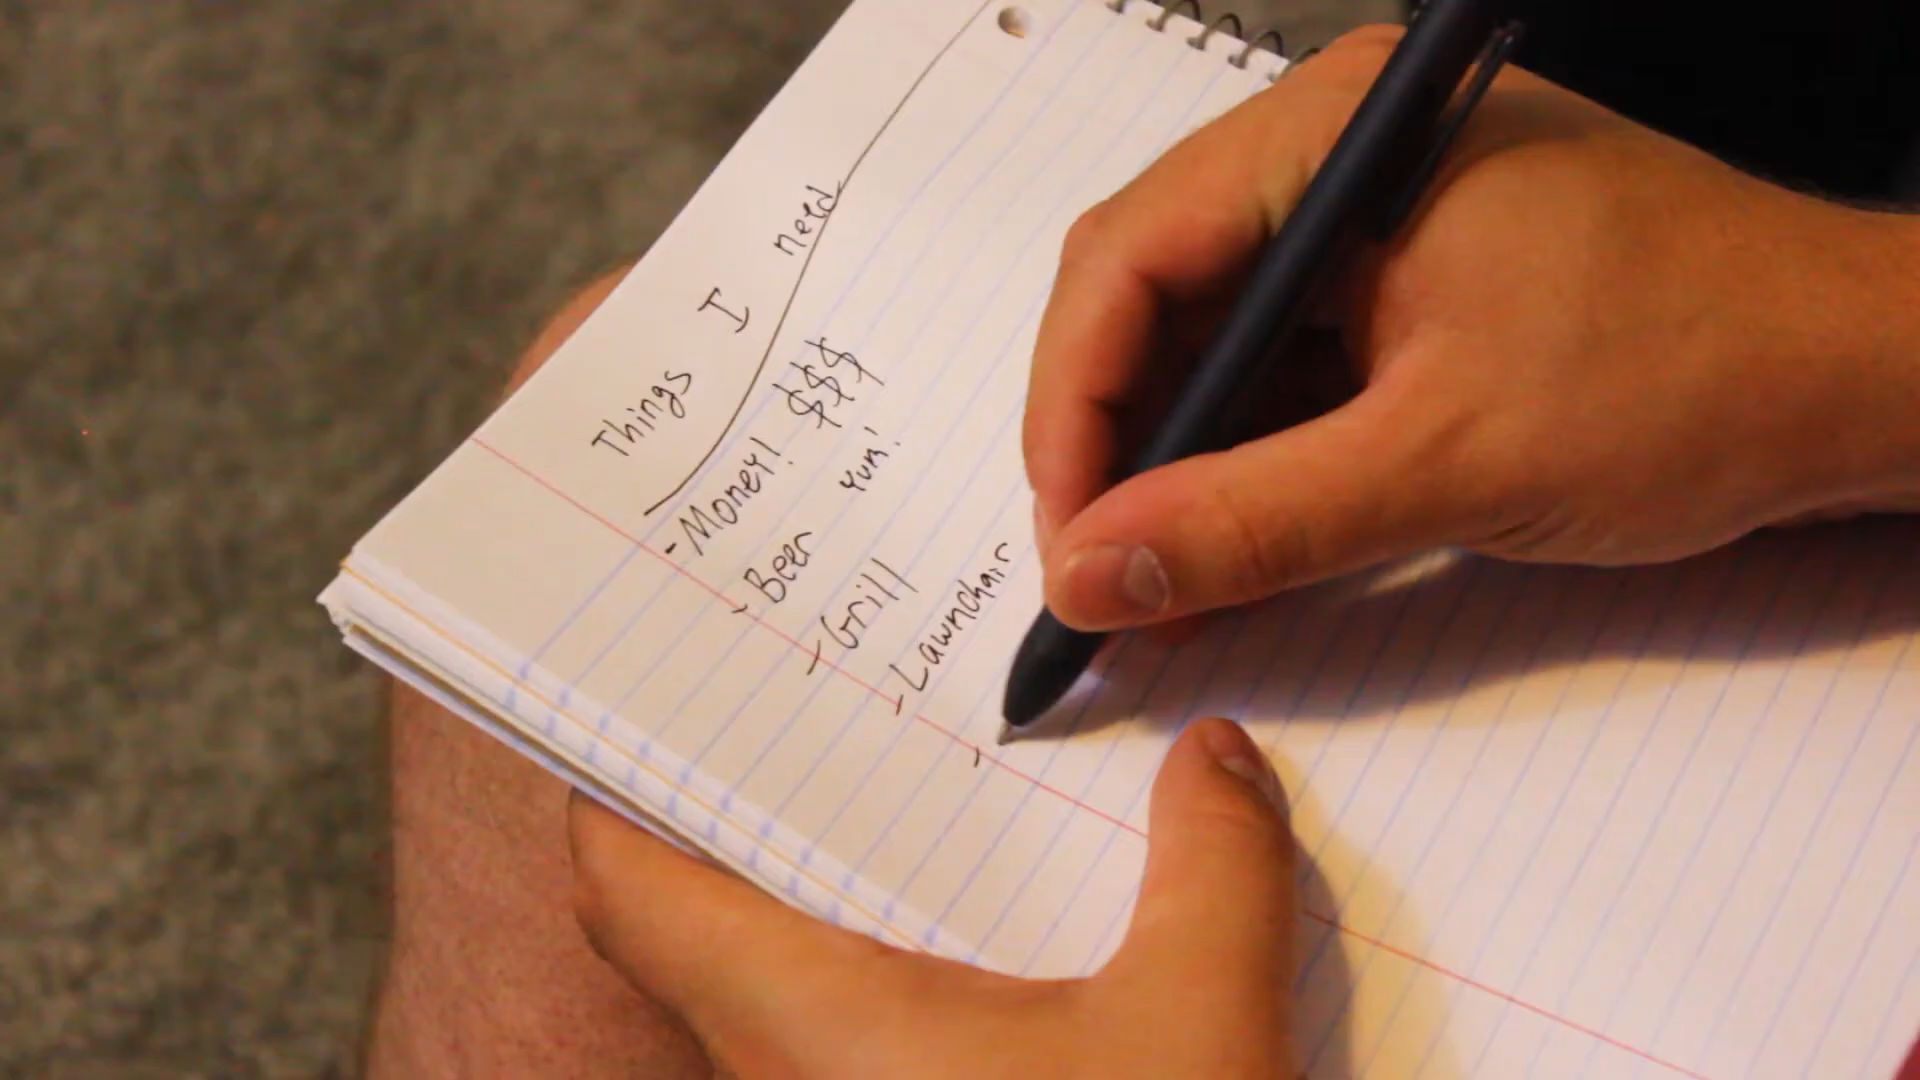 Things I need
- Money! $$$
- Beer Yum!
- Grill
- Lawnchair
-